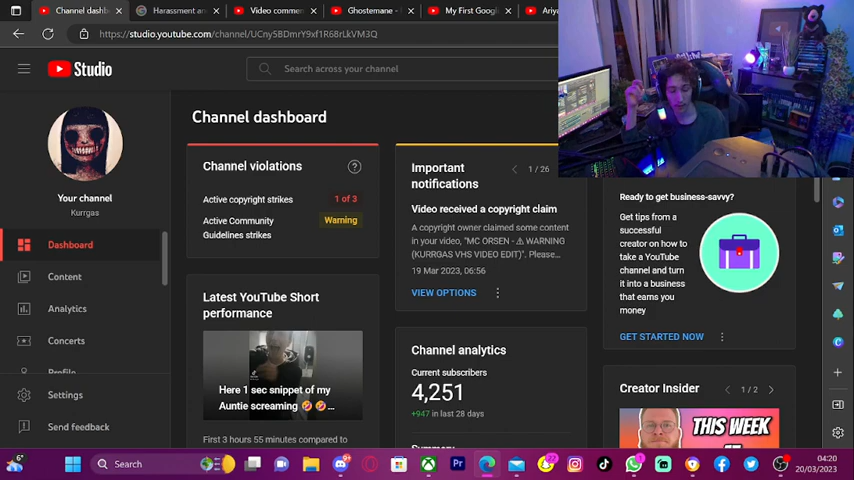 Channel dashb
Harassment an
Video commen
Ghostemane -
My First Googl
Ariya
https://studio.youtube.com/channel/UCny5BDmrY9xf1R68rLkVM3Q
Studio
Search across your channel
Your channel
Kurrgas
Dashboard
Content
Analytics
Concerts
Profile
Settings
Send feedback
Channel dashboard
Channel violations
Active copyright strikes
1 of 3
Active Community
Guidelines strikes
Warning
Latest YouTube Short
performance
Here 1 sec snippet of my
Auntie screaming 🤣🤣...
First 3 hours 55 minutes compared to
Important
notifications
1 / 26
Video received a copyright claim
A copyright owner claimed some content
in your video, "MC ORSEN - ⚠ WARNING
(KURRGAS VHS VIDEO EDIT)". Please...
19 Mar 2023, 06:56
VIEW OPTIONS
Channel analytics
Current subscribers
4,251
+947 in last 28 days
Summary
Ready to get business-savvy?
Get tips from a
successful
creator on how to
take a YouTube
channel and turn
it into a business
that earns you
money
GET STARTED NOW
Creator Insider
1 / 2
THIS WEEK
6°
Search
Pr
04:20
20/03/2023